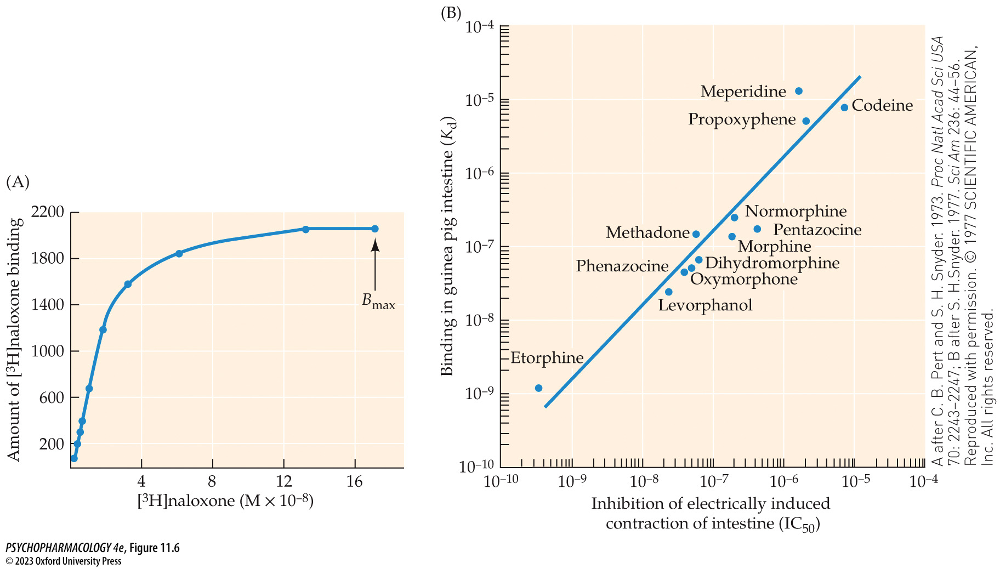 (A)
Amount of [³H]naloxone binding
2200
1800
1400
1000
600
200
4 8 12 16
[³H]naloxone (M × 10⁻⁸)
Bmax
(B)
Binding in guinea pig intestine (Kd)
10⁻⁴
10⁻⁵
10⁻⁶
10⁻⁷
10⁻⁸
10⁻⁹
10⁻¹⁰
Meperidine
Codeine
Propoxyphene
Normorphine
Methadone
Pentazocine
Morphine
Phenazocine
Dihydromorphine
Oxymorphone
Levorphanol
Etorphine
10⁻¹⁰ 10⁻⁹ 10⁻⁸ 10⁻⁷ 10⁻⁶ 10⁻⁵ 10⁻⁴
Inhibition of electrically induced
contraction of intestine (IC₅₀)
A after C. B. Pert and S. H. Snyder. 1973. Proc Natl Acad Sci USA
70: 2243–2247; B after S. H.Snyder. 1977. Sci Am 236: 44–56.
Reproduced with permission. © 1977 SCIENTIFIC AMERICAN,
Inc. All rights reserved.
PSYCHOPHARMACOLOGY 4e, Figure 11.6
© 2023 Oxford University Press